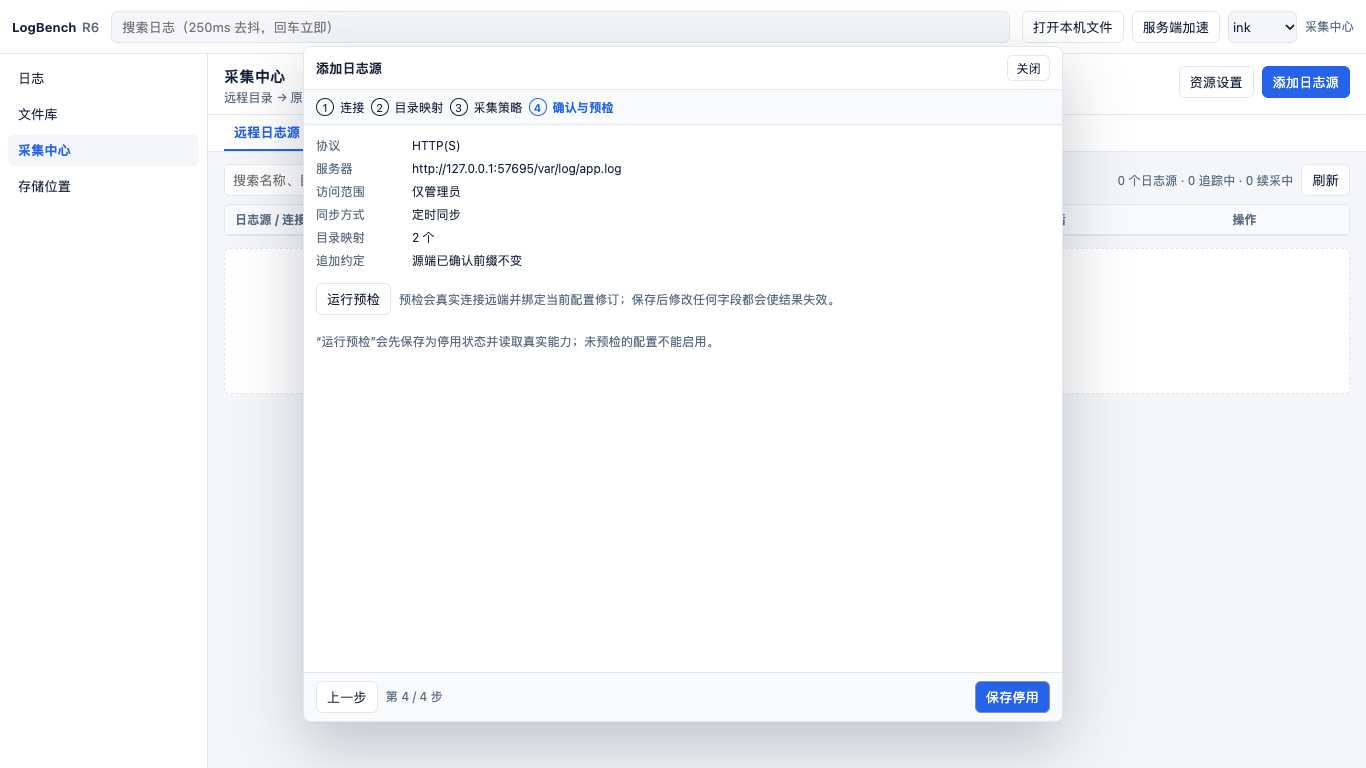 LogBench R6
搜索日志（250ms 去抖，回车立即）
打开本机文件
服务端加速
ink
采集中心
日志
文件库
采集中心
存储位置
采集中心
远程目录 → 原
资源设置
添加日志源
远程日志源
搜索名称、
0 个日志源 · 0 追踪中 · 0 续采中
刷新
日志源 / 连接
操作
添加日志源
关闭
1 连接 2 目录映射 3 采集策略 4 确认与预检
协议 HTTP(S)
服务器 http://127.0.0.1:57695/var/log/app.log
访问范围 仅管理员
同步方式 定时同步
目录映射 2 个
追加约定 源端已确认前缀不变
运行预检 预检会真实连接远端并绑定当前配置修订；保存后修改任何字段都会使结果失效。
“运行预检”会先保存为停用状态并读取真实能力；未预检的配置不能启用。
上一步 第 4 / 4 步
保存停用